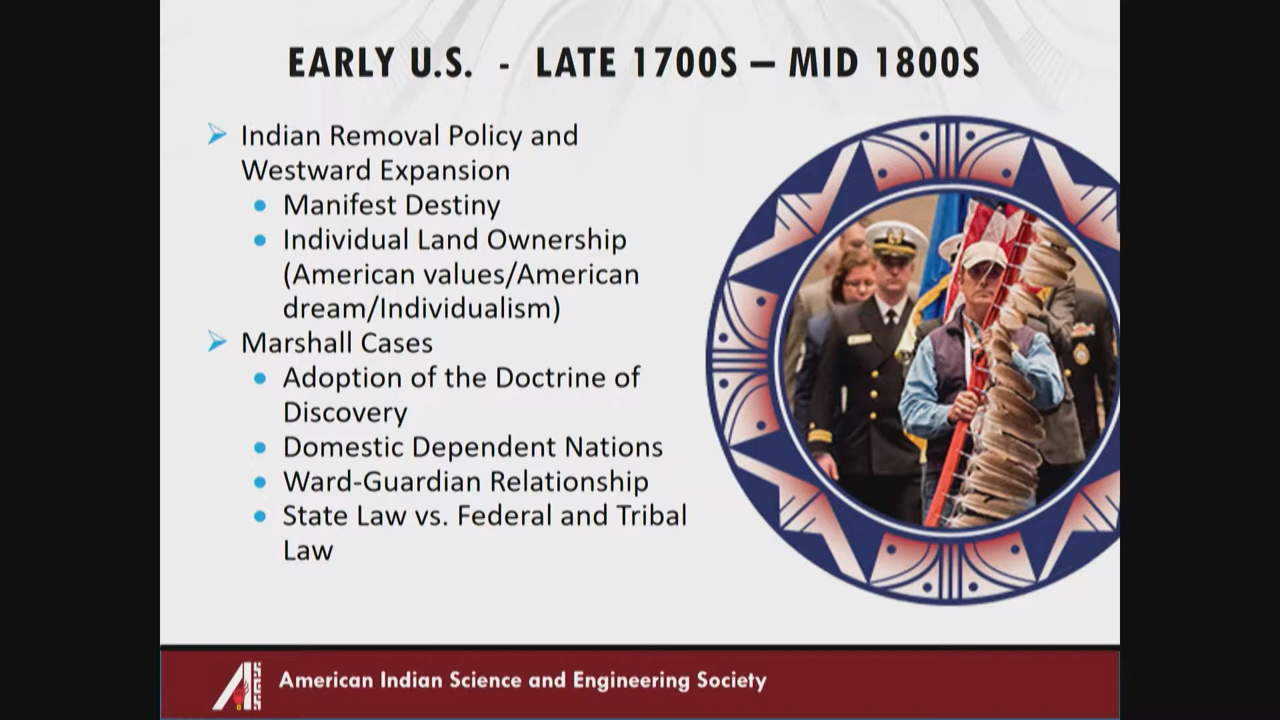 EARLY U.S. - LATE 1700S – MID 1800S
Indian Removal Policy and
Westward Expansion
Manifest Destiny
Individual Land Ownership
(American values/American
dream/Individualism)
Marshall Cases
Adoption of the Doctrine of
Discovery
Domestic Dependent Nations
Ward-Guardian Relationship
State Law vs. Federal and Tribal
Law
American Indian Science and Engineering Society